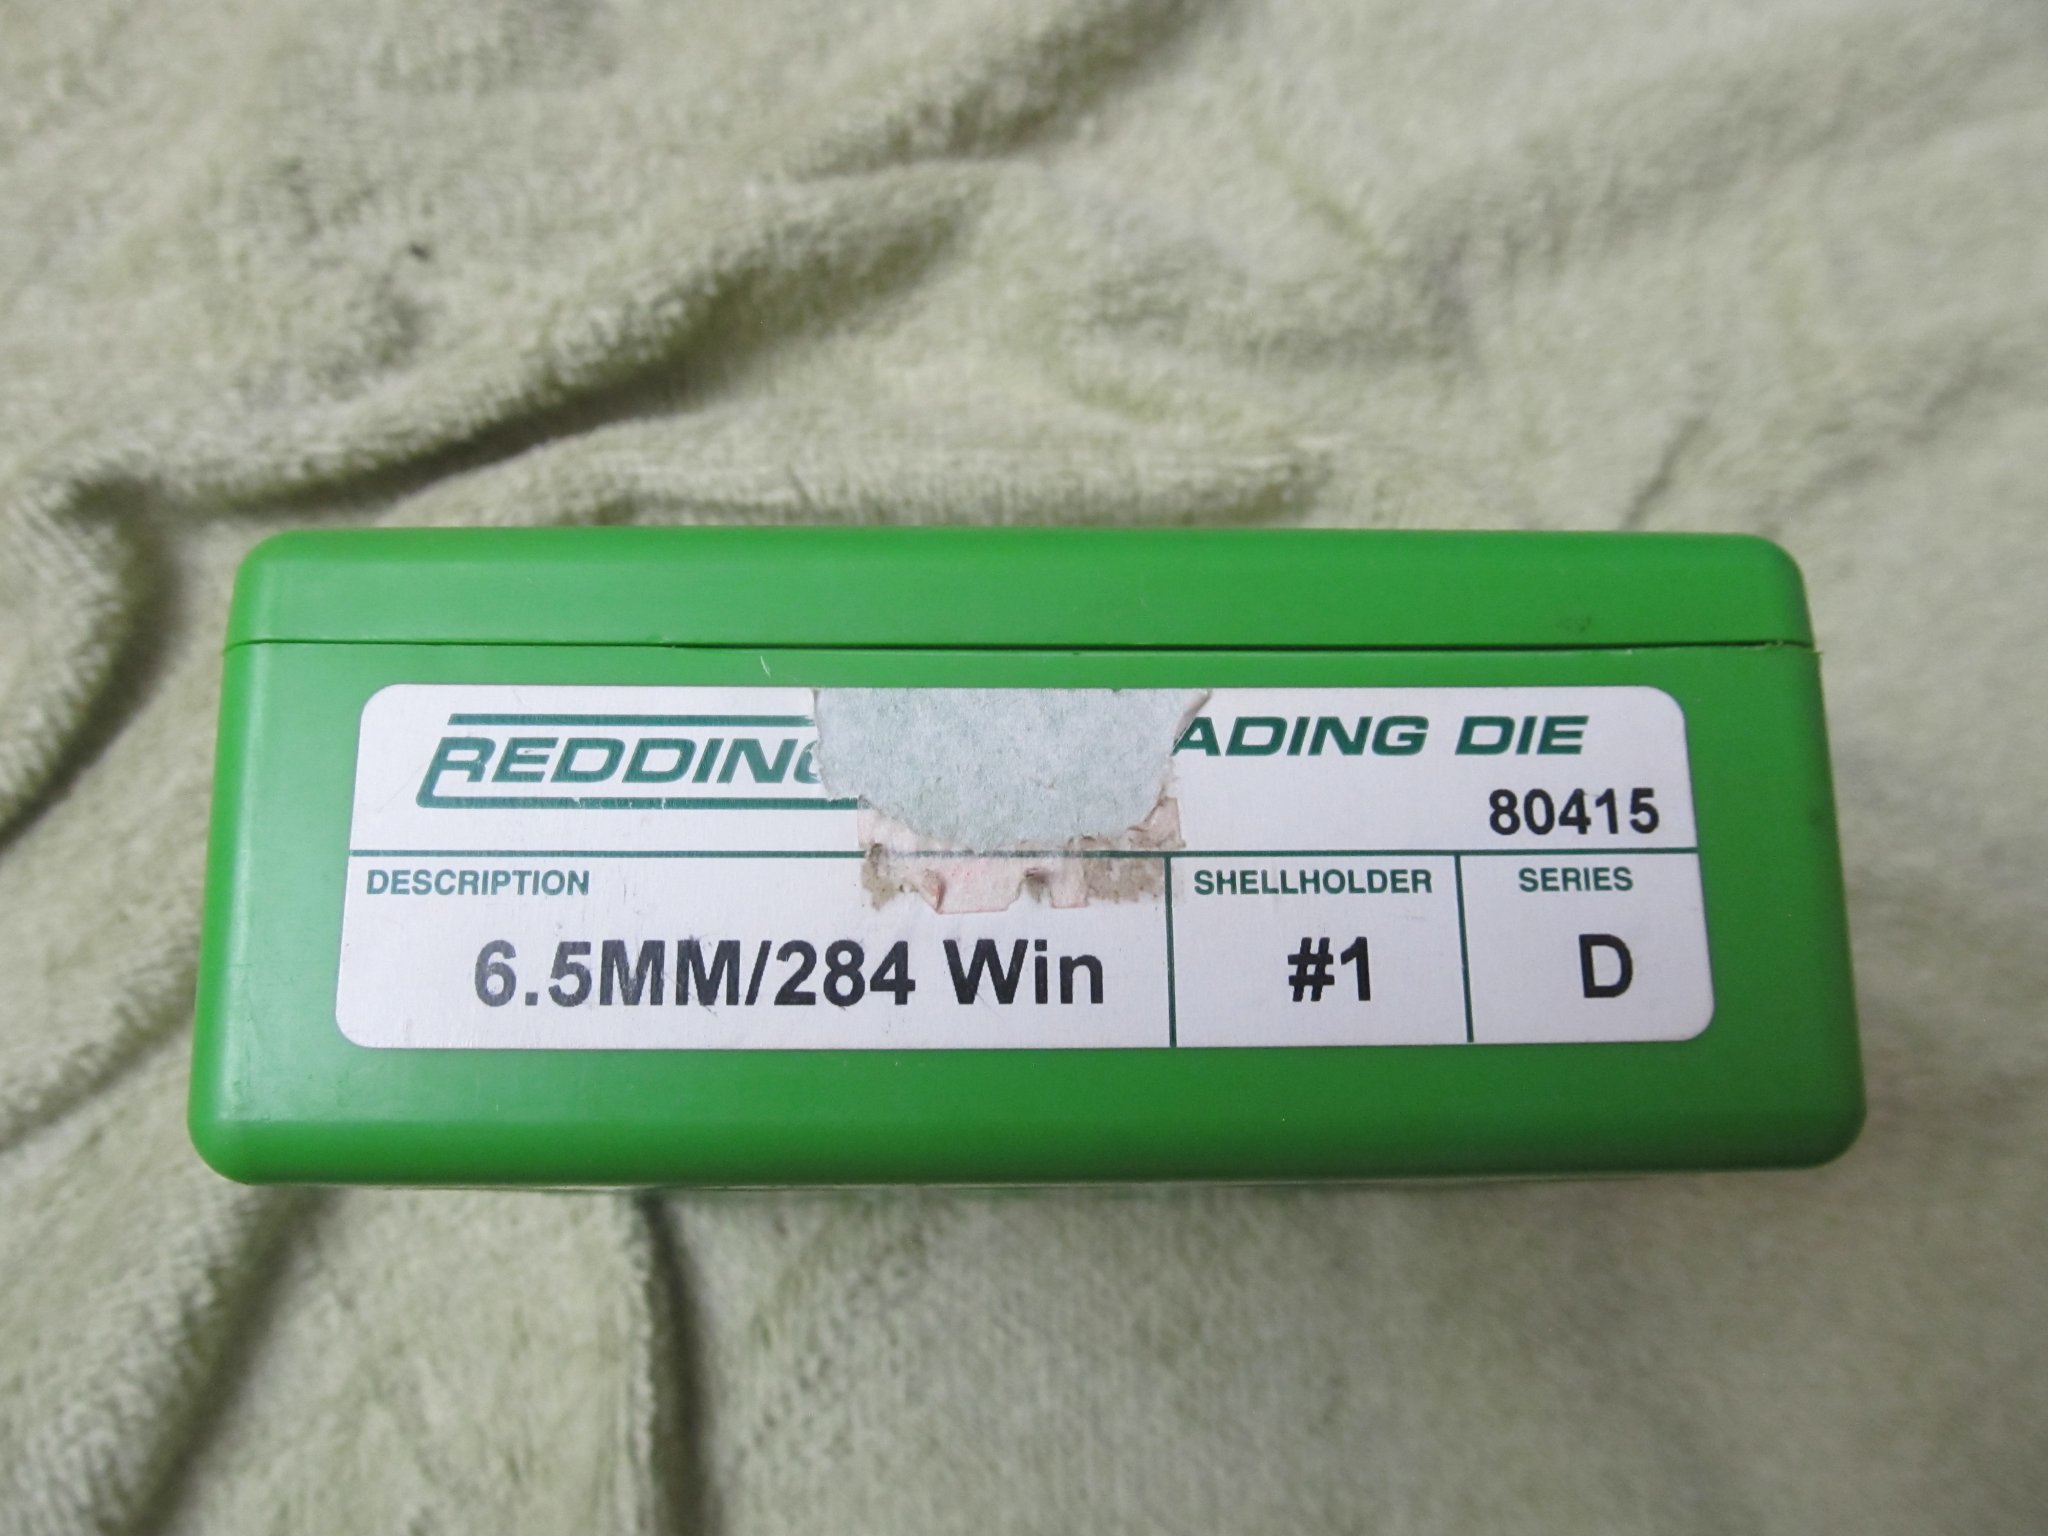 REDDING ADING DIE
80415
DESCRIPTION SHELLHOLDER SERIES
6.5MM/284 Win #1 D